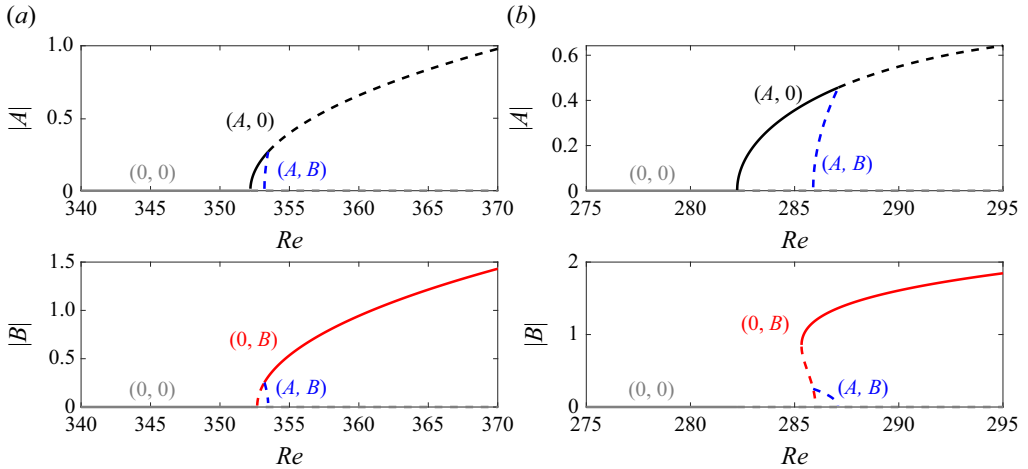 (a)
1.0
0.5
0
|A|
(A, 0)
(0, 0)
(A, B)
340 345 350 355 360 365 370
Re
1.5
1.0
0.5
0
|B|
(0, B)
(0, 0)
(A, B)
340 345 350 355 360 365 370
Re
(b)
0.6
0.4
0.2
0
|A|
(A, 0)
(0, 0)
(A, B)
275 280 285 290 295
Re
2
1
0
|B|
(0, B)
(0, 0)
(A, B)
275 280 285 290 295
Re